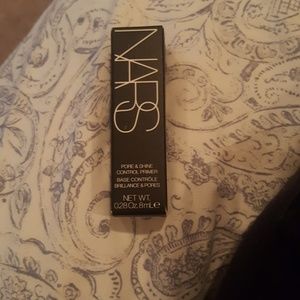 NARS
PORE & SHINE
CONTROL PRIMER
BASE CONTRÔLE
BRILLANCE & PORES
NET WT.
0.28 Oz. 8 mL e